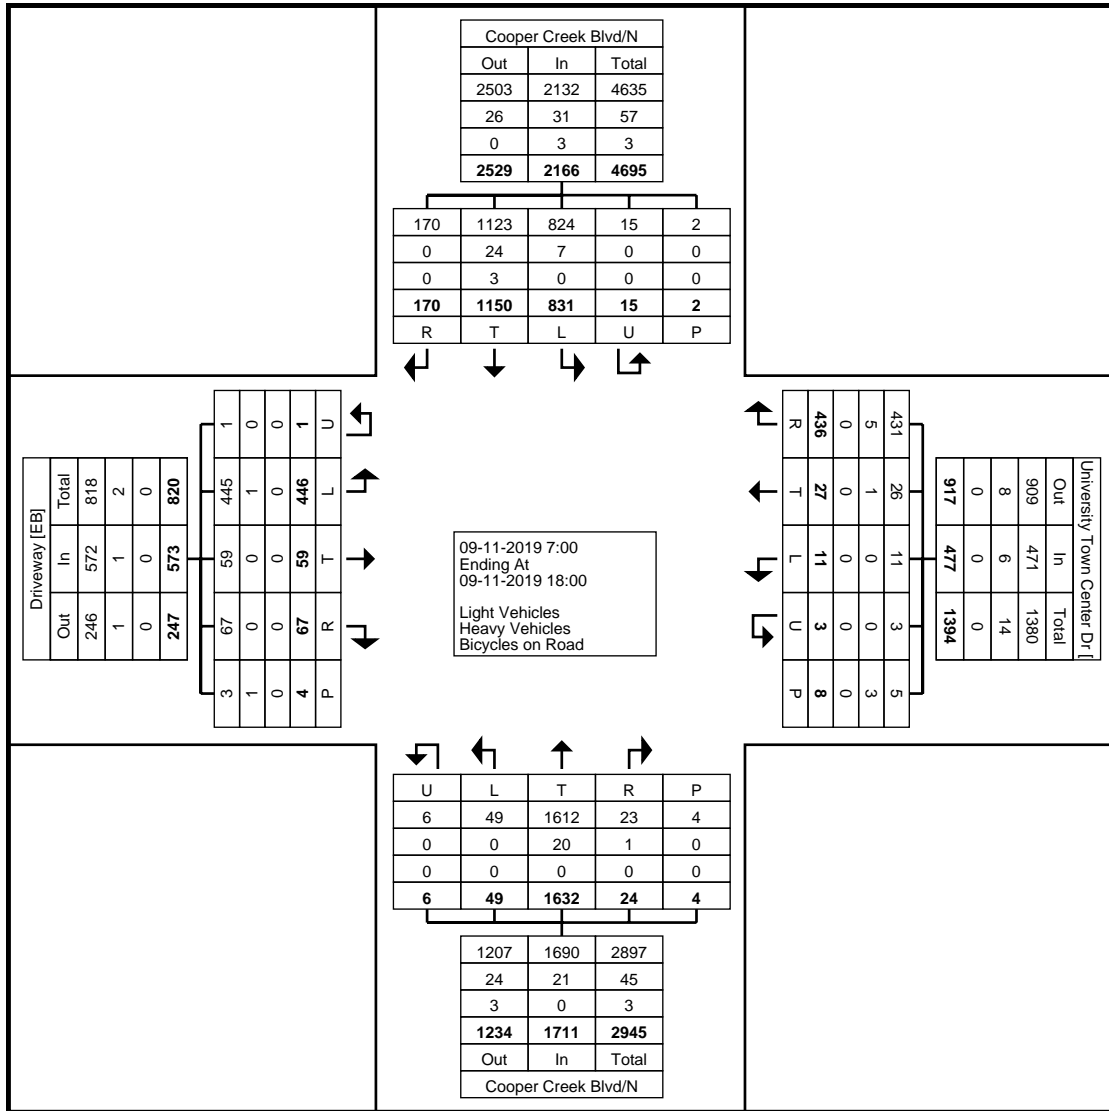 Cooper Creek Blvd/N
Out In Total
2503 2132 4635
26 31 57
0 3 3
2529 2166 4695
170 1123 824 15 2
0 24 7 0 0
0 3 0 0 0
170 1150 831 15 2
R T L U P
Driveway [EB]
Out In Total
246 572 818
1 1 2
0 0 0
247 573 820
3 67 59 445 1
1 0 0 1 0
0 0 0 0 0
4 67 59 446 1
P R T L U
09-11-2019 7:00
Ending At
09-11-2019 18:00
Light Vehicles
Heavy Vehicles
Bicycles on Road
University Town Center Dr [
Out In Total
909 471 1380
8 6 14
0 0 0
917 477 1394
431 26 11 3 5
5 1 0 0 3
0 0 0 0 0
436 27 11 3 8
R T L U P
U L T R P
6 49 1612 23 4
0 0 20 1 0
0 0 0 0 0
6 49 1632 24 4
1207 1690 2897
24 21 45
3 0 3
1234 1711 2945
Out In Total
Cooper Creek Blvd/N